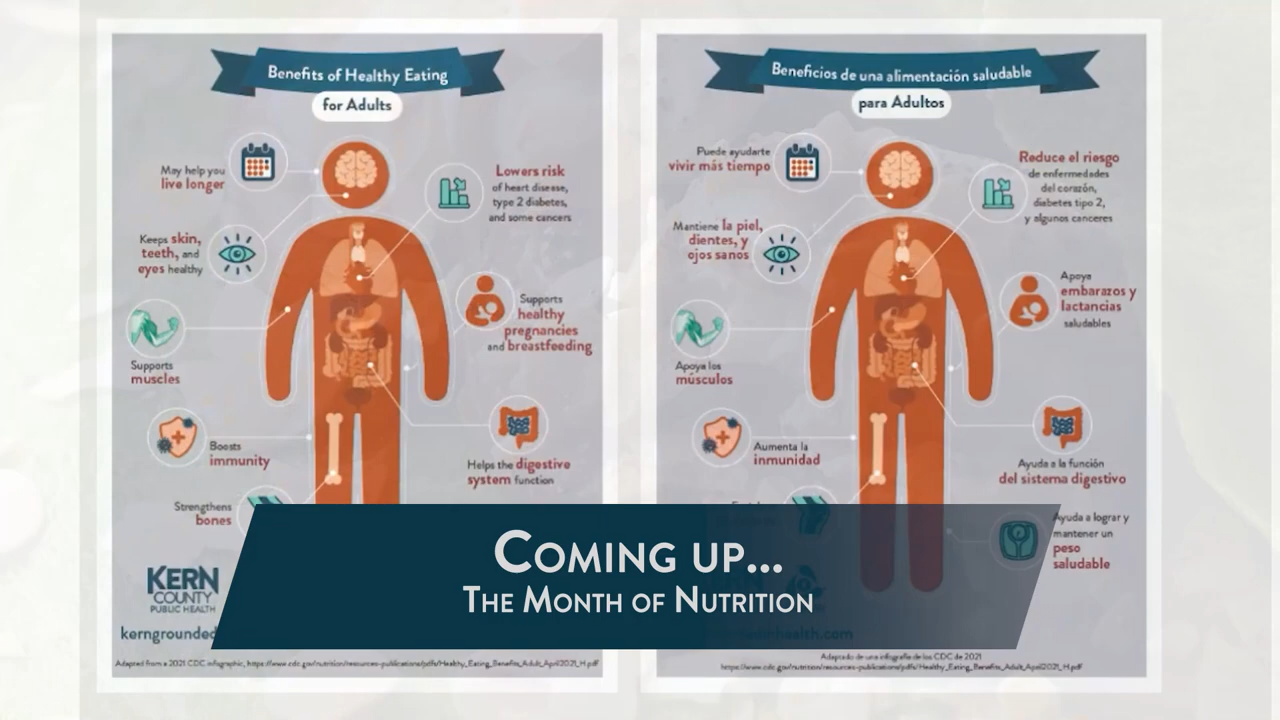 Benefits of Healthy Eating
for Adults
May help you
live longer
Lowers risk
of heart disease,
type 2 diabetes,
and some cancers
Keeps skin,
teeth, and
eyes healthy
Supports
healthy
pregnancies
and breastfeeding
Supports
muscles
Boosts
immunity
Helps the digestive
system function
Strengthens
bones
KERN
COUNTY
PUBLIC HEALTH
kerngrounded
Adapted from a 2021 CDC infographic, https://www.cdc.gov/nutrition/resources-publications/pdfs/Healthy_Eating_Benefits_Adult_April2021_H.pdf
Beneficios de una alimentación saludable
para Adultos
Puede ayudarte
vivir más tiempo
Reduce el riesgo
de enfermedades
del corazón,
diabetes tipo 2,
y algunos canceres
Mantiene la piel,
dientes, y
ojos sanos
Apoya
embarazos y
lactancias
saludables
Apoya los
músculos
Aumenta la
inmunidad
Ayuda a la función
del sistema digestivo
Ayuda a lograr y
mantener un
peso
saludable
Adaptado de una infografía de los CDC de 2021
https://www.cdc.gov/nutrition/resources-publications/pdfs/Healthy_Eating_Benefits_Adult_April2021_H.pdf
Coming up...
The Month of Nutrition